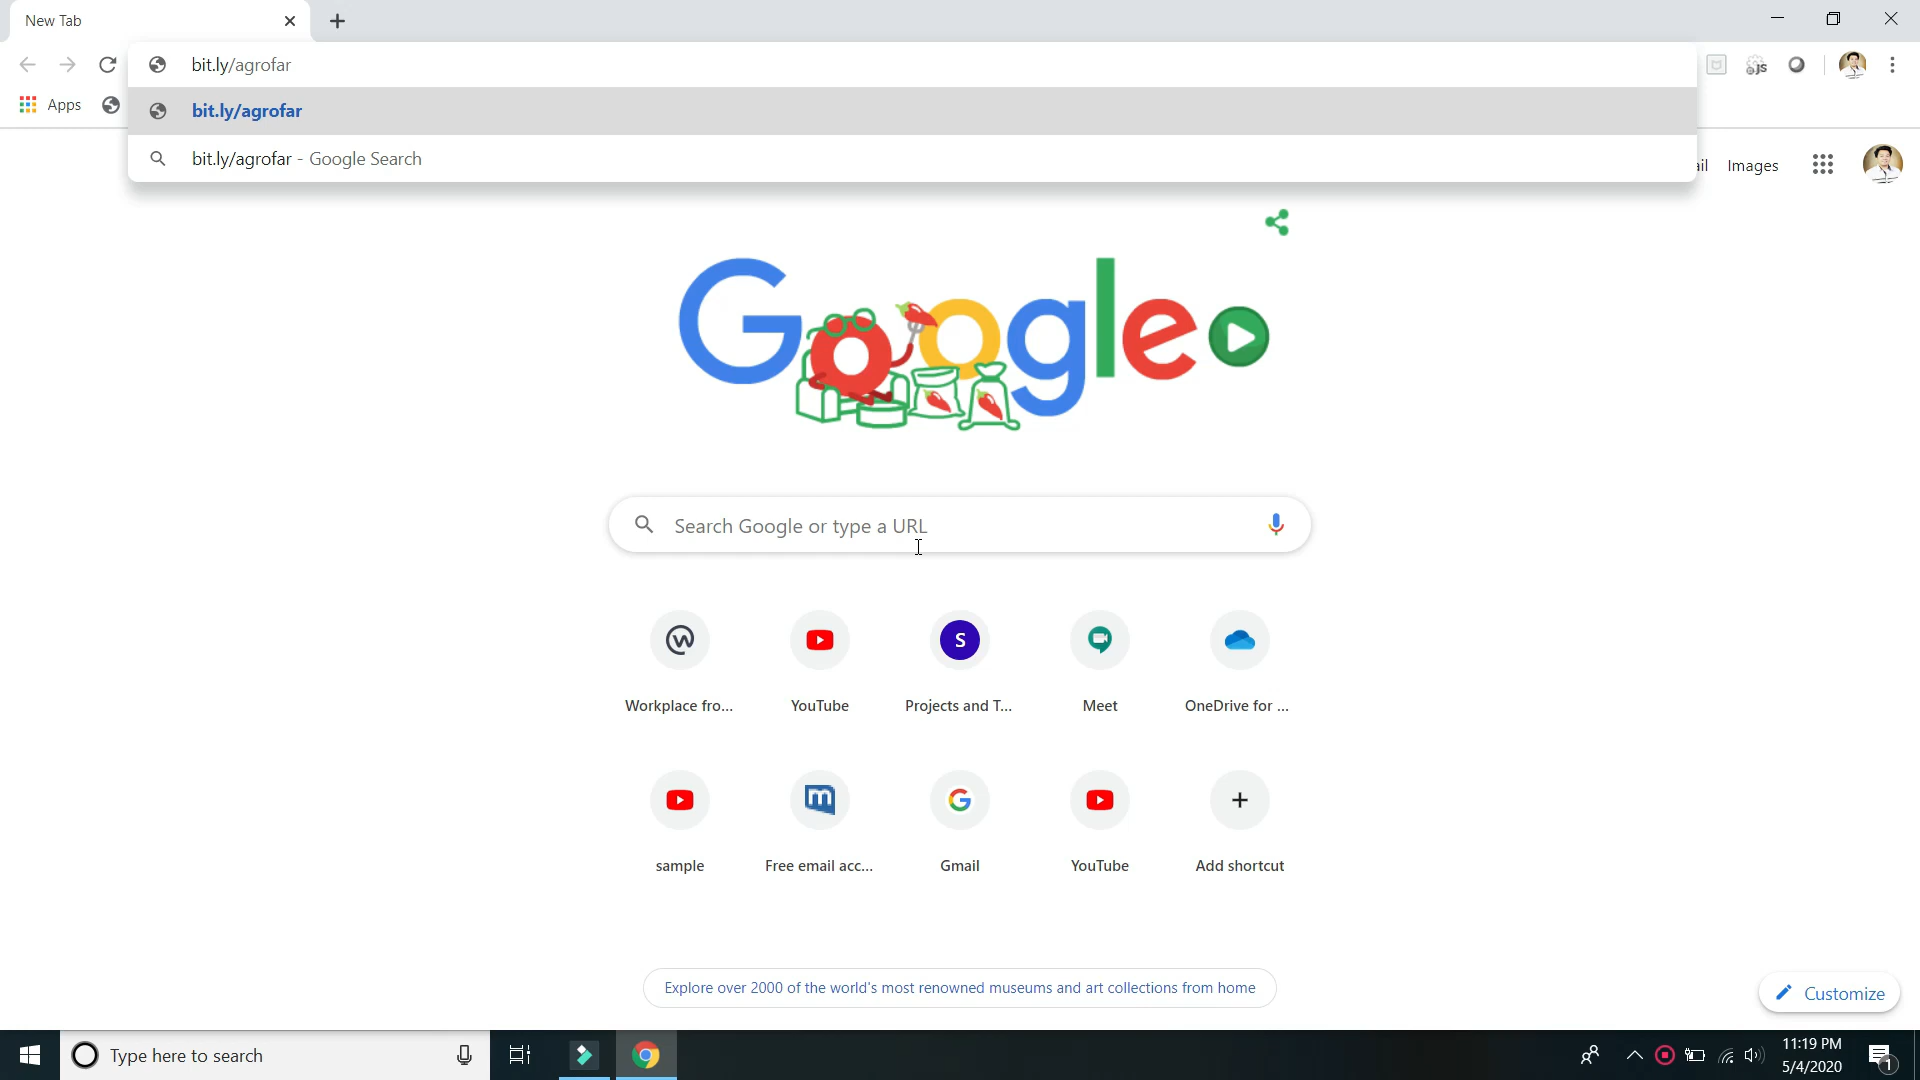 New Tab
bit.ly/agrofar
Apps
bit.ly/agrofar
bit.ly/agrofar - Google Search
ail Images
Google
Search Google or type a URL
Workplace fro... YouTube Projects and T... Meet OneDrive for ...
sample Free email acc... Gmail YouTube Add shortcut
Explore over 2000 of the world's most renowned museums and art collections from home
Customize
Type here to search
11:19 PM
5/4/2020
1